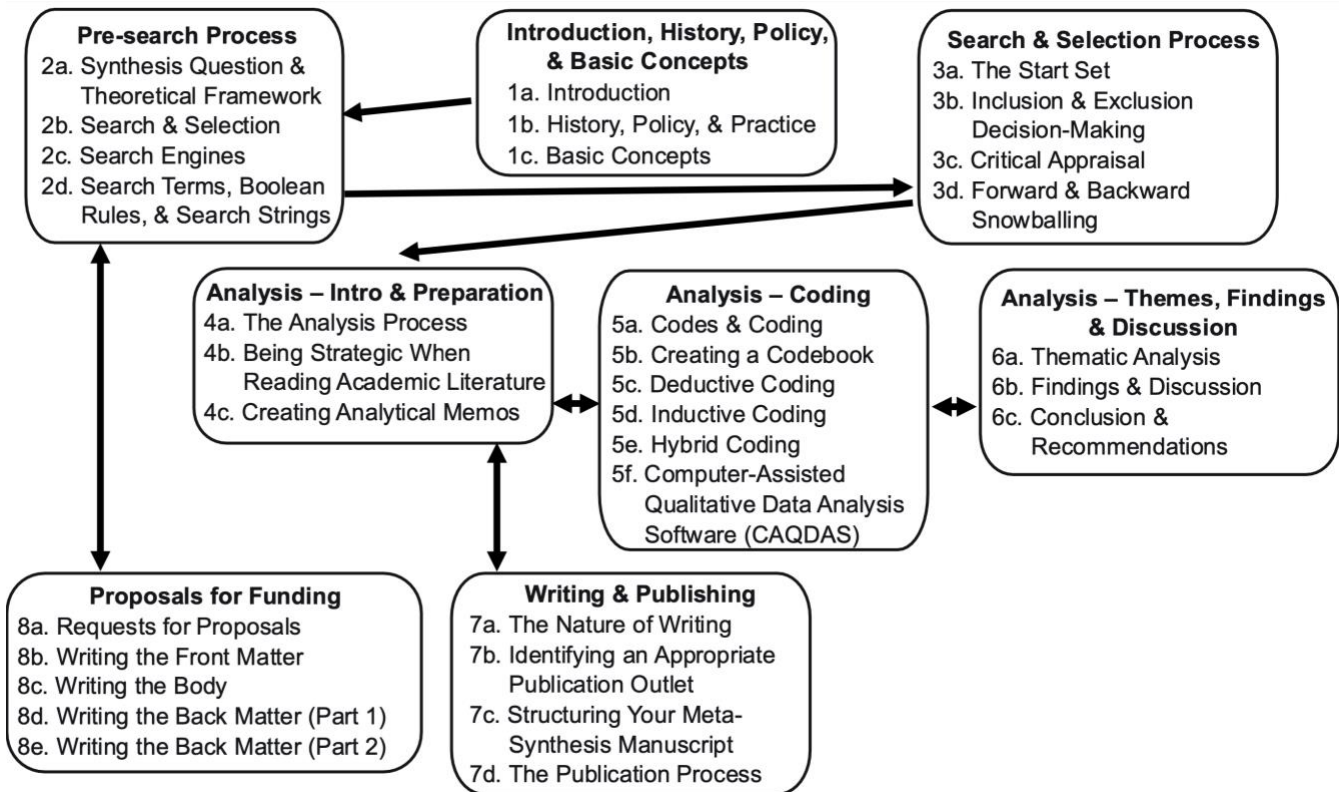 Pre-search Process
2a. Synthesis Question &
Theoretical Framework
2b. Search & Selection
2c. Search Engines
2d. Search Terms, Boolean
Rules, & Search Strings
Introduction, History, Policy,
& Basic Concepts
1a. Introduction
1b. History, Policy, & Practice
1c. Basic Concepts
Search & Selection Process
3a. The Start Set
3b. Inclusion & Exclusion
Decision-Making
3c. Critical Appraisal
3d. Forward & Backward
Snowballing
Analysis – Intro & Preparation
4a. The Analysis Process
4b. Being Strategic When
Reading Academic Literature
4c. Creating Analytical Memos
Analysis – Coding
5a. Codes & Coding
5b. Creating a Codebook
5c. Deductive Coding
5d. Inductive Coding
5e. Hybrid Coding
5f. Computer-Assisted
Qualitative Data Analysis
Software (CAQDAS)
Analysis – Themes, Findings
& Discussion
6a. Thematic Analysis
6b. Findings & Discussion
6c. Conclusion &
Recommendations
Proposals for Funding
8a. Requests for Proposals
8b. Writing the Front Matter
8c. Writing the Body
8d. Writing the Back Matter (Part 1)
8e. Writing the Back Matter (Part 2)
Writing & Publishing
7a. The Nature of Writing
7b. Identifying an Appropriate
Publication Outlet
7c. Structuring Your Meta-
Synthesis Manuscript
7d. The Publication Process